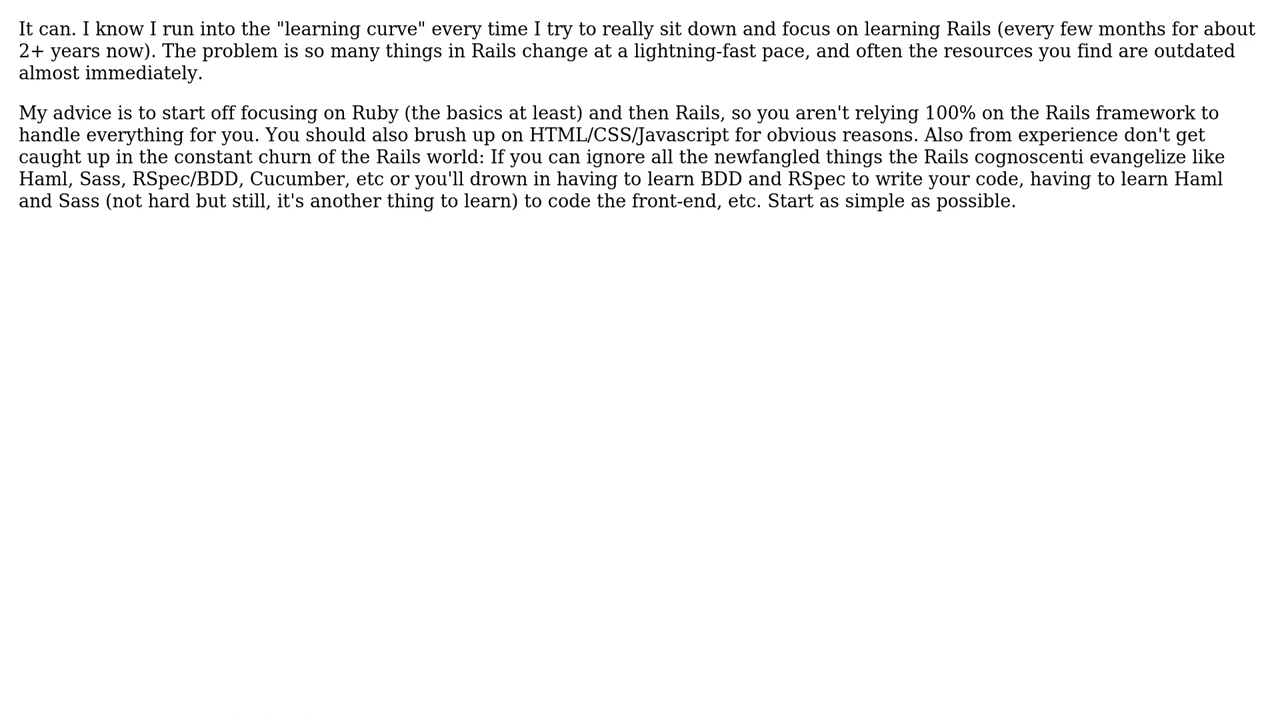 It can. I know I run into the "learning curve" every time I try to really sit down and focus on learning Rails (every few months for about
2+ years now). The problem is so many things in Rails change at a lightning-fast pace, and often the resources you find are outdated
almost immediately.
My advice is to start off focusing on Ruby (the basics at least) and then Rails, so you aren't relying 100% on the Rails framework to
handle everything for you. You should also brush up on HTML/CSS/Javascript for obvious reasons. Also from experience don't get
caught up in the constant churn of the Rails world: If you can ignore all the newfangled things the Rails cognoscenti evangelize like
Haml, Sass, RSpec/BDD, Cucumber, etc or you'll drown in having to learn BDD and RSpec to write your code, having to learn Haml
and Sass (not hard but still, it's another thing to learn) to code the front-end, etc. Start as simple as possible.